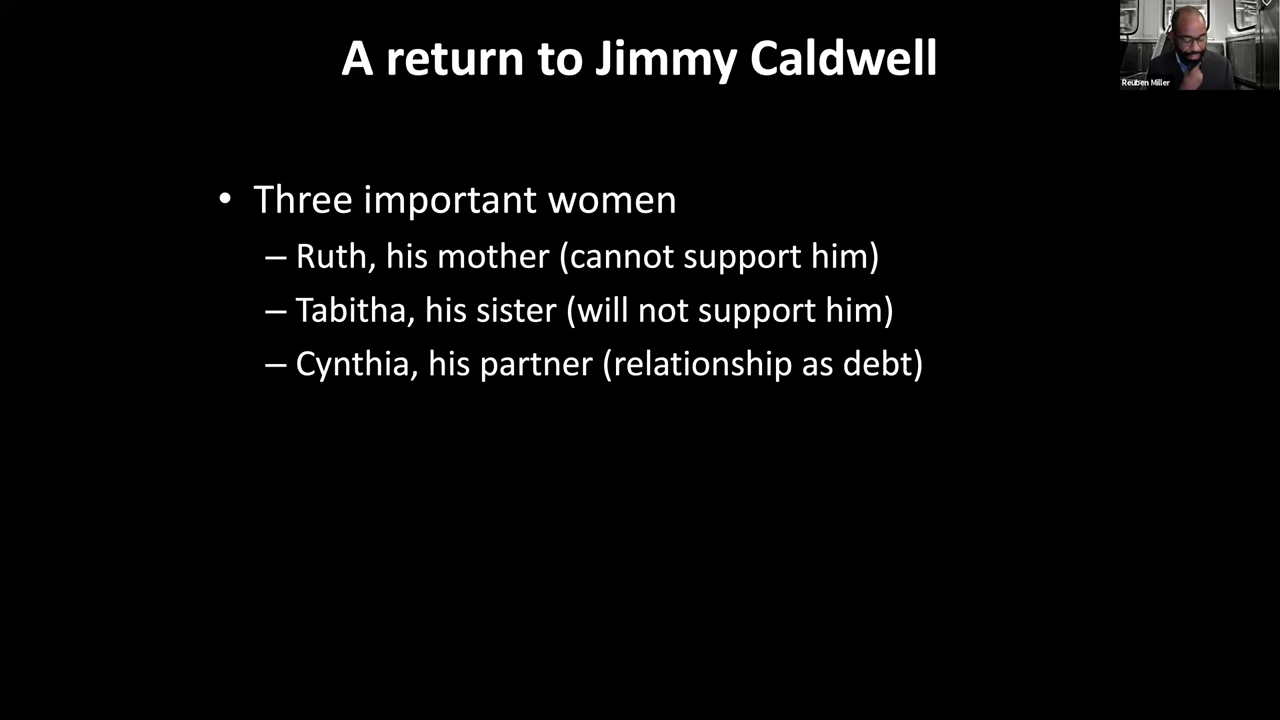 A return to Jimmy Caldwell
Reuben Miller
• Three important women
– Ruth, his mother (cannot support him)
– Tabitha, his sister (will not support him)
– Cynthia, his partner (relationship as debt)